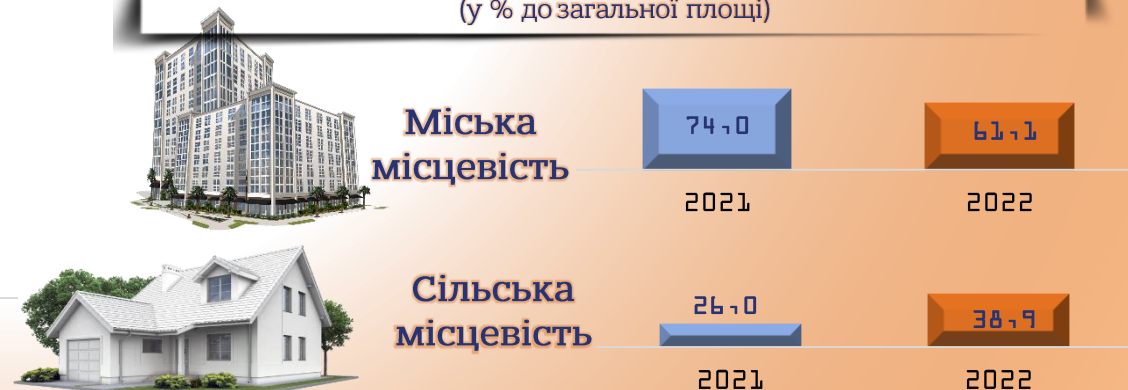 (у % до загальної площі)
Міська
місцевість
74,0
61,1
2021
2022
Сільська
місцевість
26,0
38,9
2021
2022